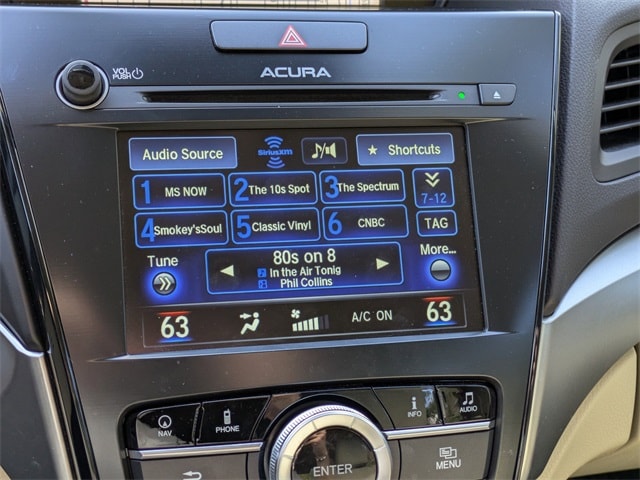 VOL
PUSH
ACURA
Audio Source
SiriusXM
Shortcuts
1 MS NOW
2 The 10s Spot
3 The Spectrum
7-12
4 Smokey'sSoul
5 Classic Vinyl
6 CNBC
TAG
Tune
80s on 8
More...
In the Air Tonig
Phil Collins
63
A/C ON
63
NAV
PHONE
INFO
AUDIO
ENTER
MENU